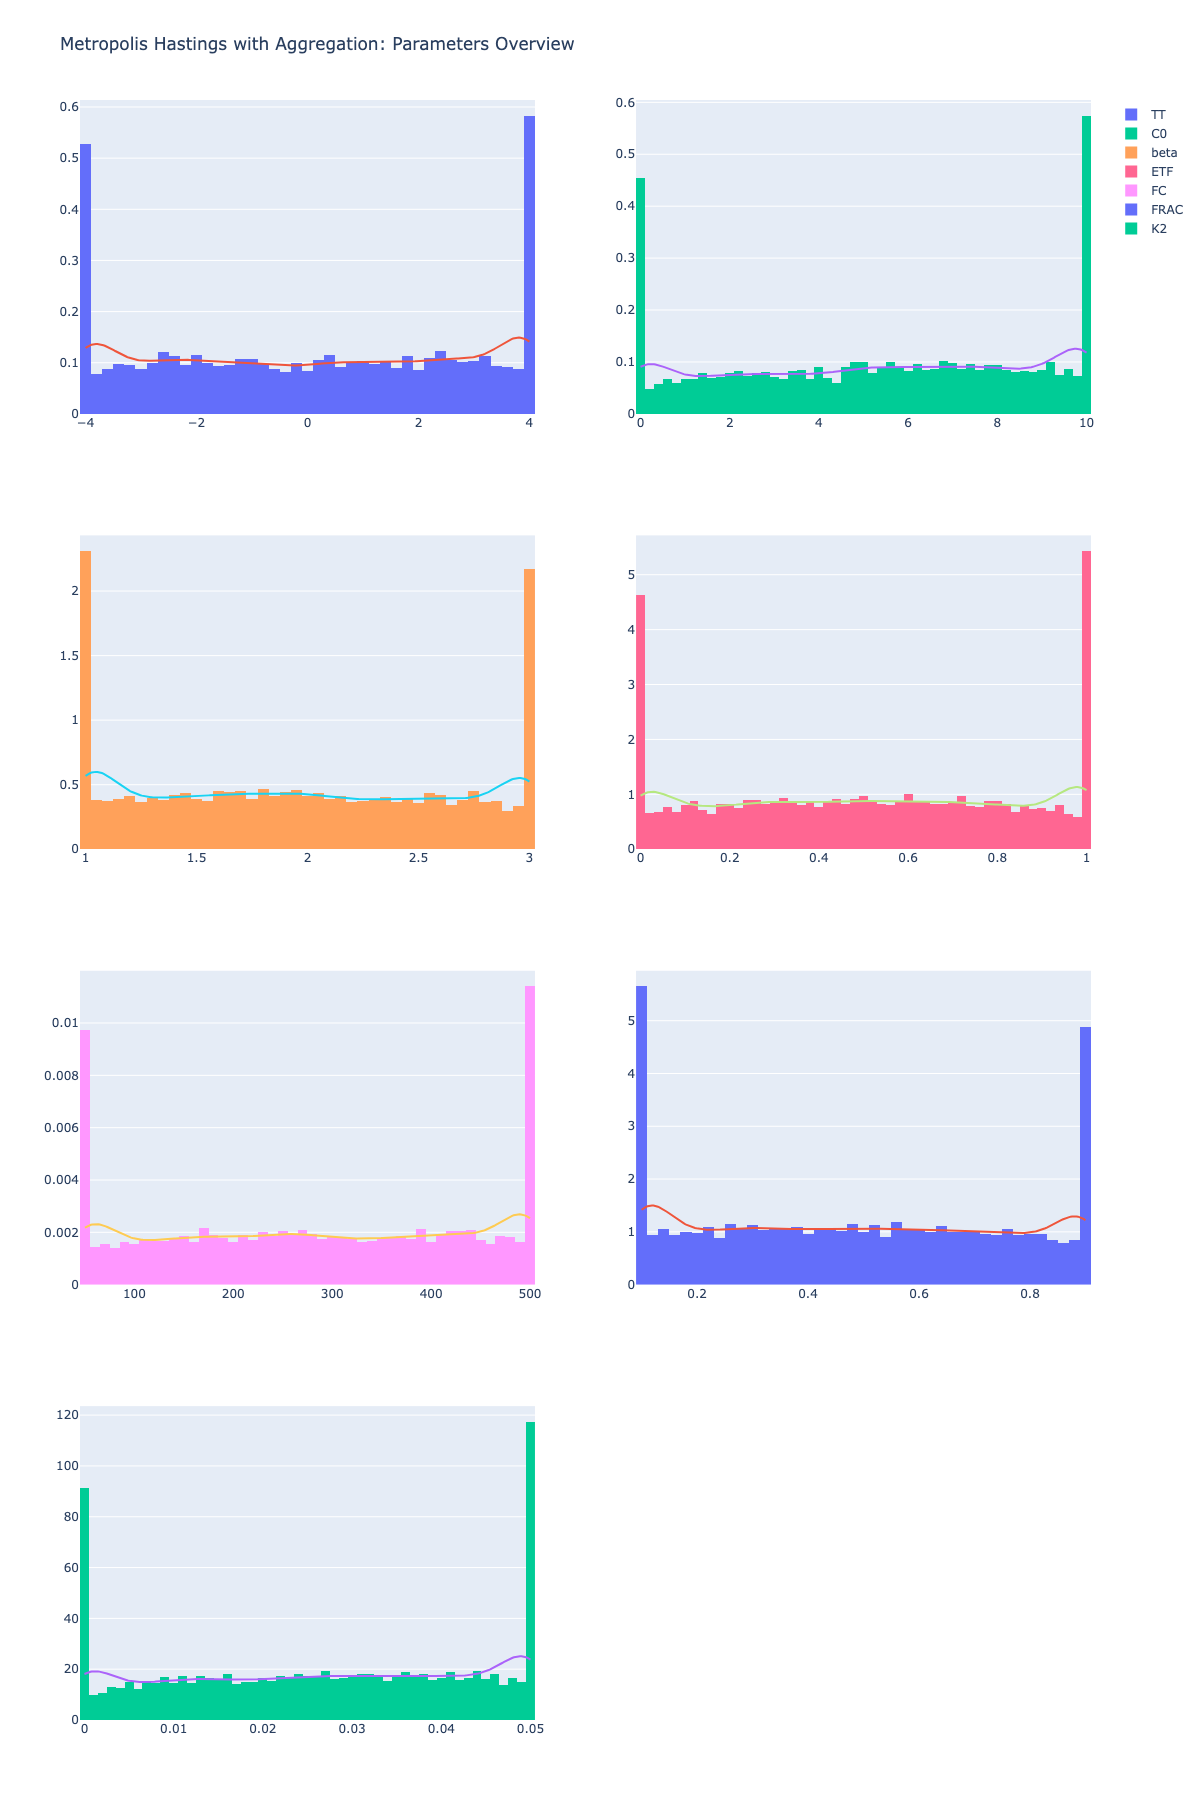 Metropolis Hastings with Aggregation: Parameters Overview
0.6
0.5
0.4
0.3
0.2
0.1
0
−4 −2 0 2 4
0.6
0.5
0.4
0.3
0.2
0.1
0
0 2 4 6 8 10
TT
C0
beta
ETF
FC
FRAC
K2
2
1.5
1
0.5
0
1 1.5 2 2.5 3
5
4
3
2
1
0
0 0.2 0.4 0.6 0.8 1
0.01
0.008
0.006
0.004
0.002
0
100 200 300 400 500
5
4
3
2
1
0
0.2 0.4 0.6 0.8
120
100
80
60
40
20
0
0 0.01 0.02 0.03 0.04 0.05